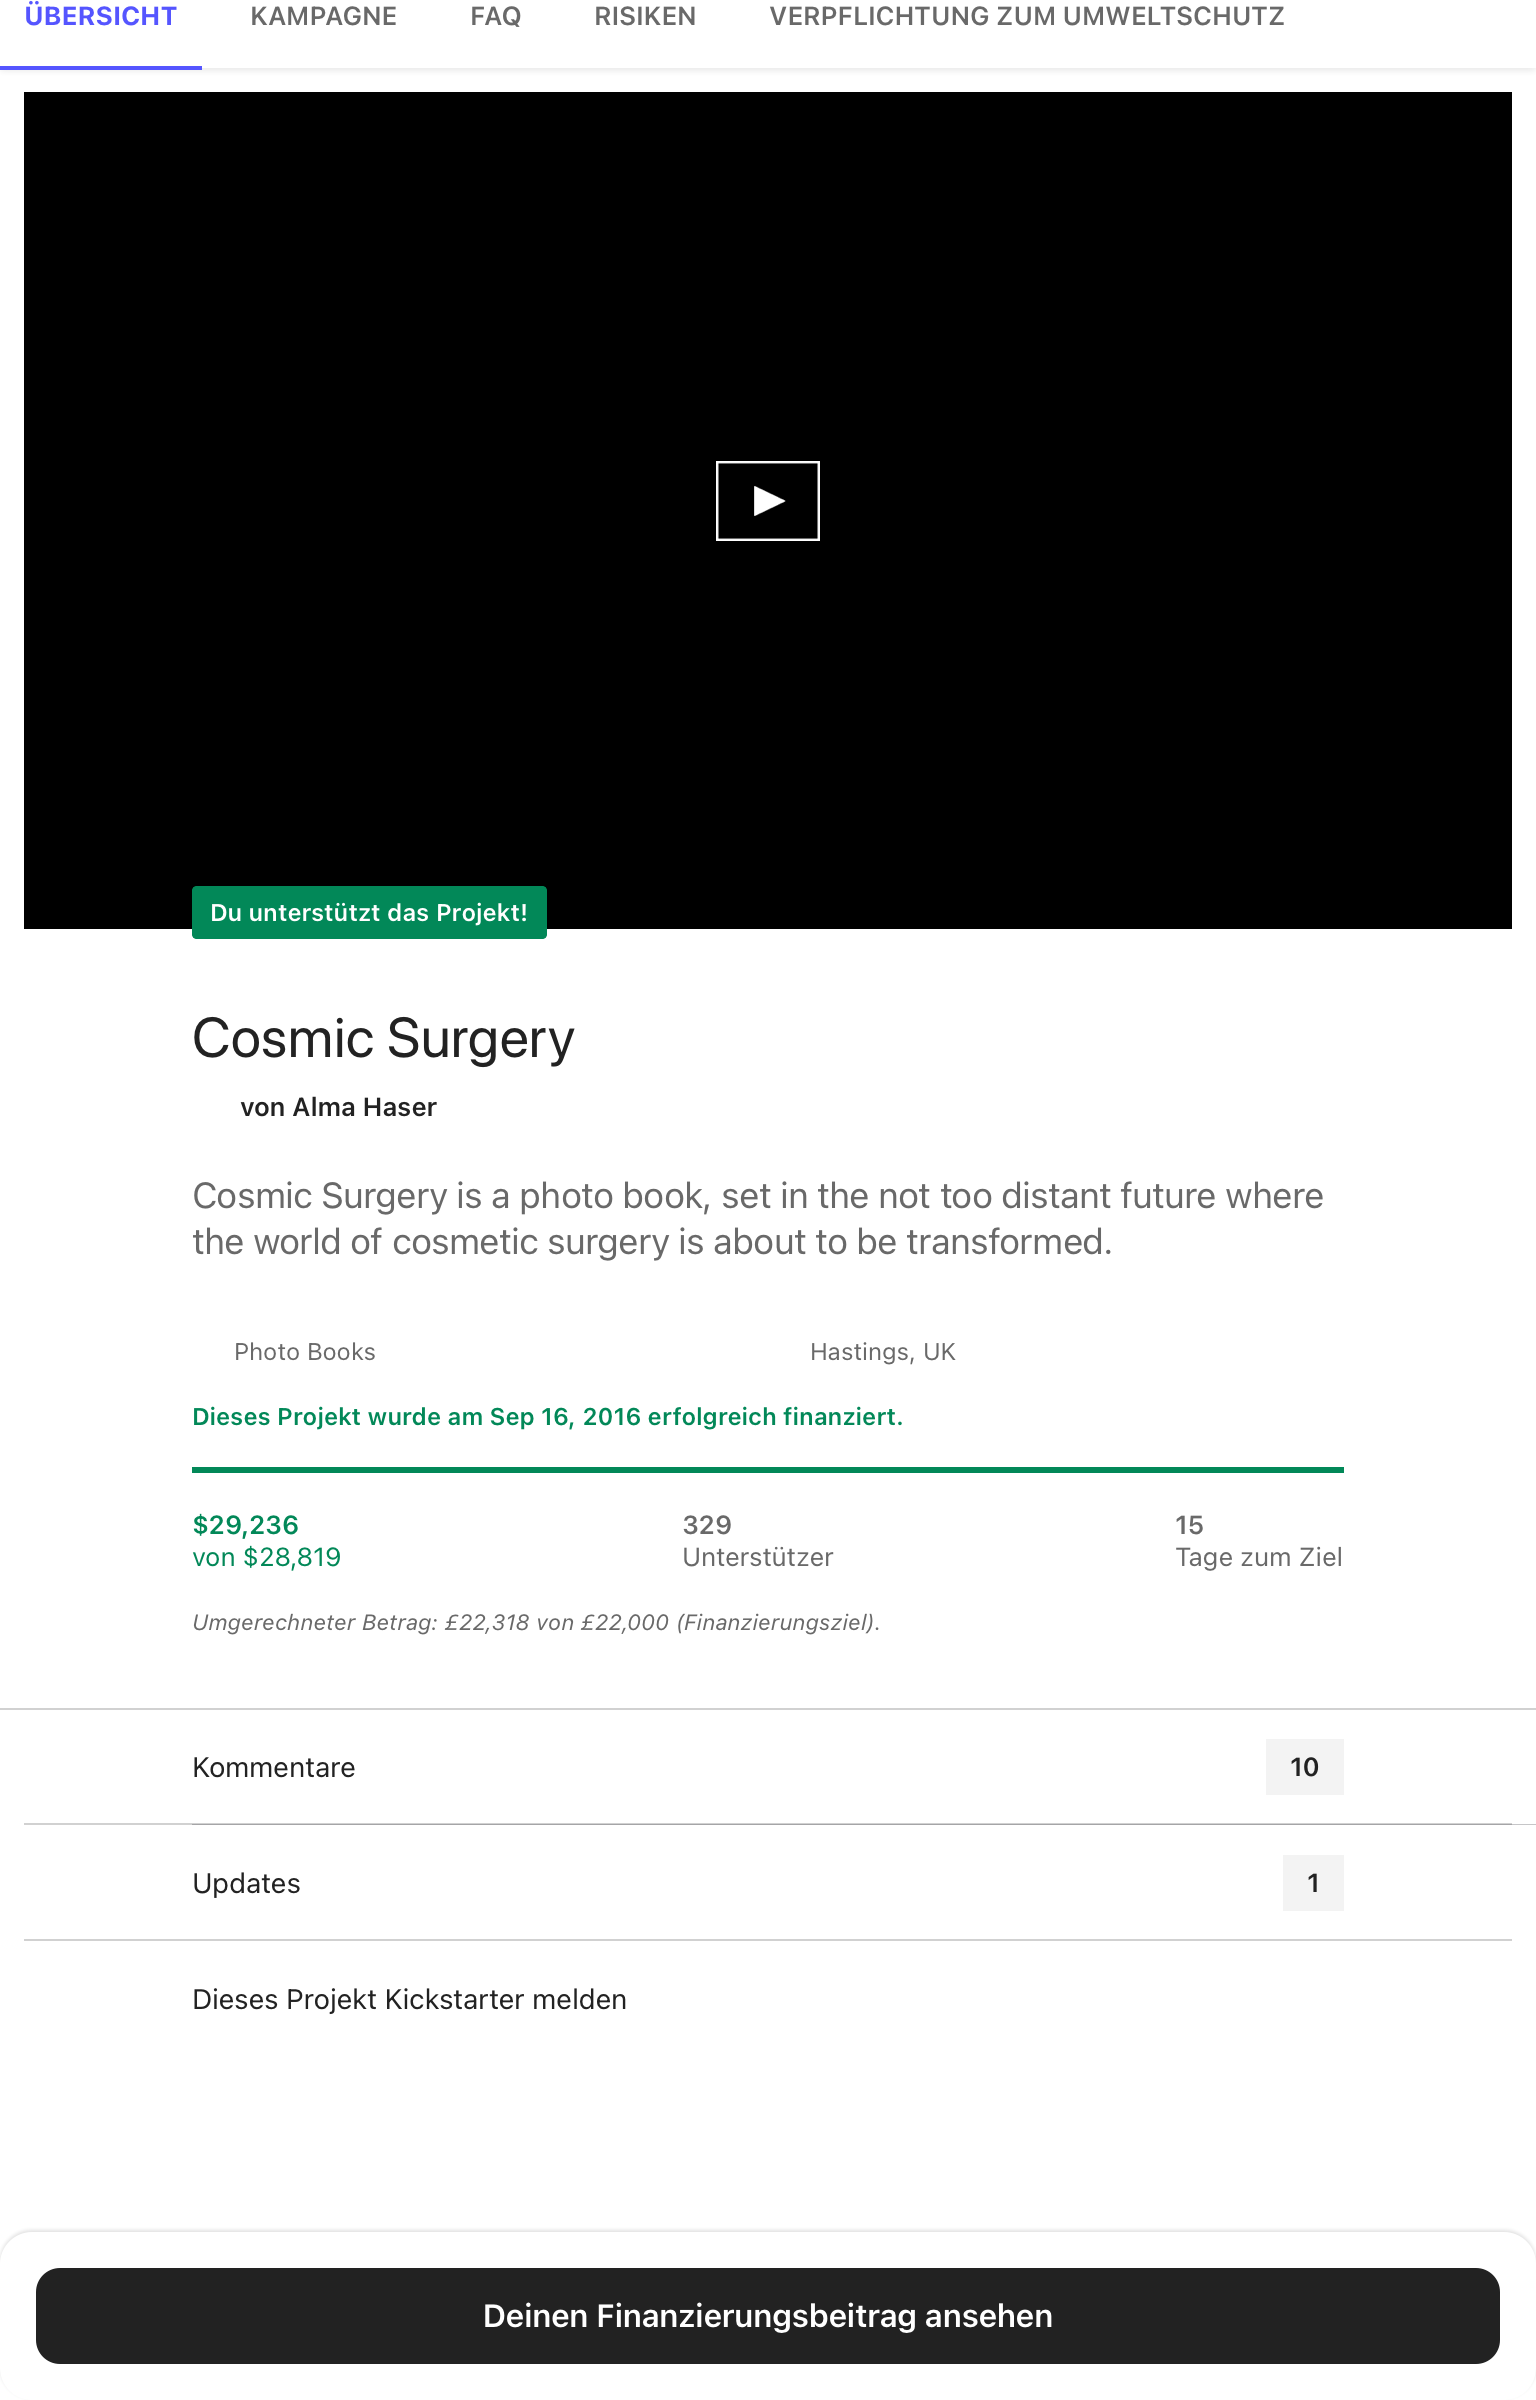 ÜBERSICHT KAMPAGNE FAQ RISIKEN VERPFLICHTUNG ZUM UMWELTSCHUTZ
Du unterstützt das Projekt!
Cosmic Surgery
von Alma Haser
Cosmic Surgery is a photo book, set in the not too distant future where
the world of cosmetic surgery is about to be transformed.
Photo Books Hastings, UK
Dieses Projekt wurde am Sep 16, 2016 erfolgreich finanziert.
$29,236 329 15
von $28,819 Unterstützer Tage zum Ziel
Umgerechneter Betrag: £22,318 von £22,000 (Finanzierungsziel).
Kommentare 10
Updates 1
Dieses Projekt Kickstarter melden
Deinen Finanzierungsbeitrag ansehen